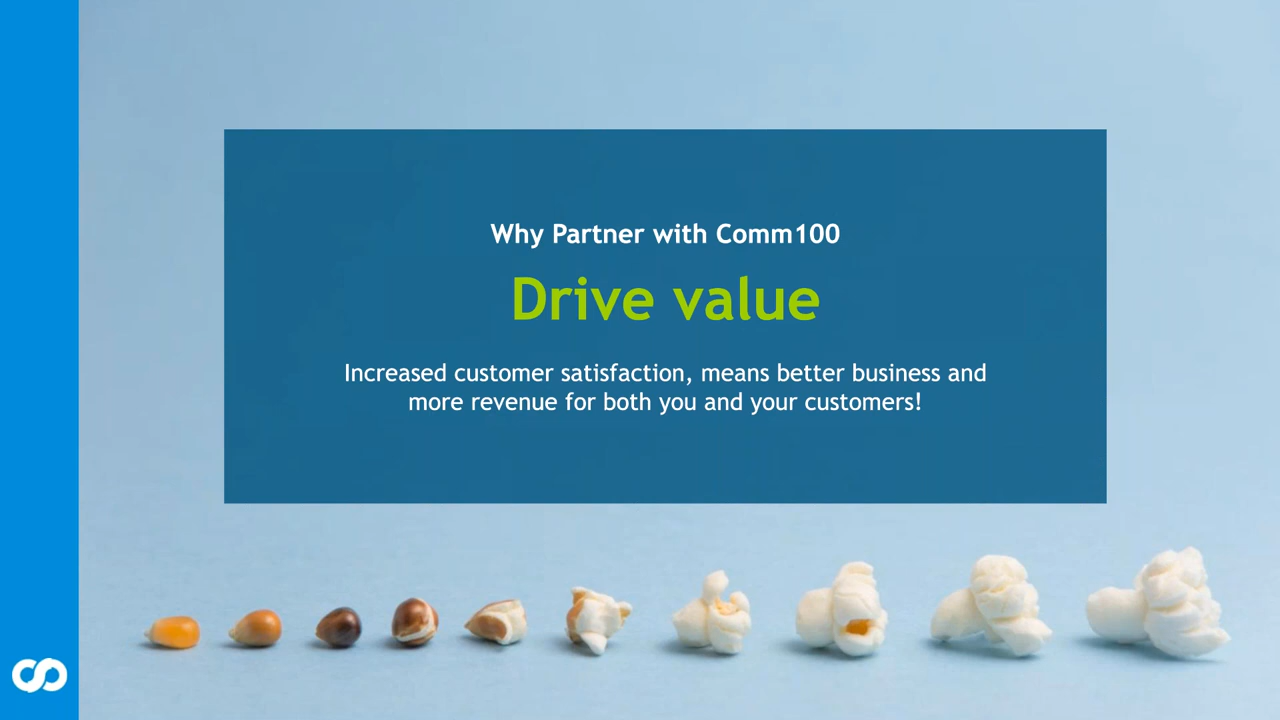 Why Partner with Comm100
Drive value
Increased customer satisfaction, means better business and
more revenue for both you and your customers!